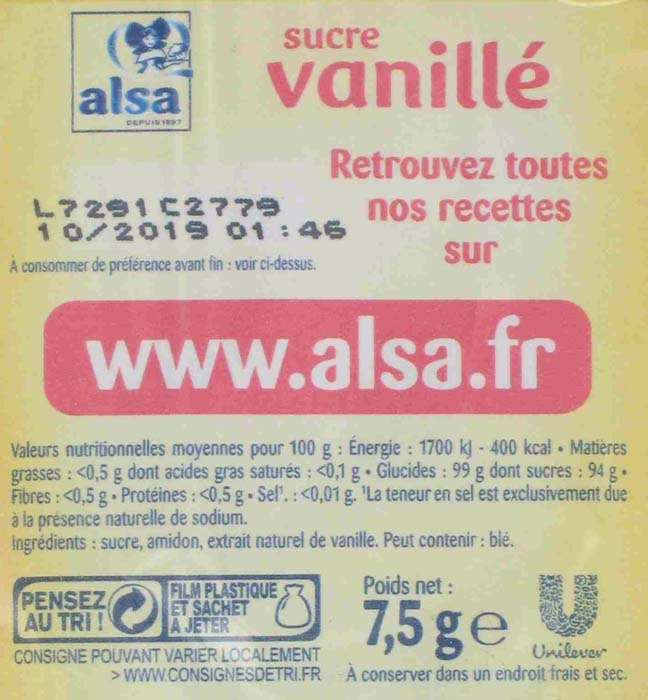 alsa
DEPUIS 1897
sucre
vanillé
Retrouvez toutes
nos recettes
sur
L7291C2779
10/2019 01:46
À consommer de préférence avant fin : voir ci-dessus.
www.alsa.fr
Valeurs nutritionnelles moyennes pour 100 g : Énergie : 1700 kJ - 400 kcal • Matières
grasses : <0,5 g dont acides gras saturés : <0,1 g • Glucides : 99 g dont sucres : 94 g •
Fibres : <0,5 g • Protéines : <0,5 g • Sel¹. : <0,01 g. ¹La teneur en sel est exclusivement due
à la présence naturelle de sodium.
Ingrédients : sucre, amidon, extrait naturel de vanille. Peut contenir : blé.
PENSEZ
AU TRI !
FILM PLASTIQUE
ET SACHET
À JETER
CONSIGNE POUVANT VARIER LOCALEMENT
> WWW.CONSIGNESDETRI.FR
Poids net :
7,5 g e
Unilever
À conserver dans un endroit frais et sec.